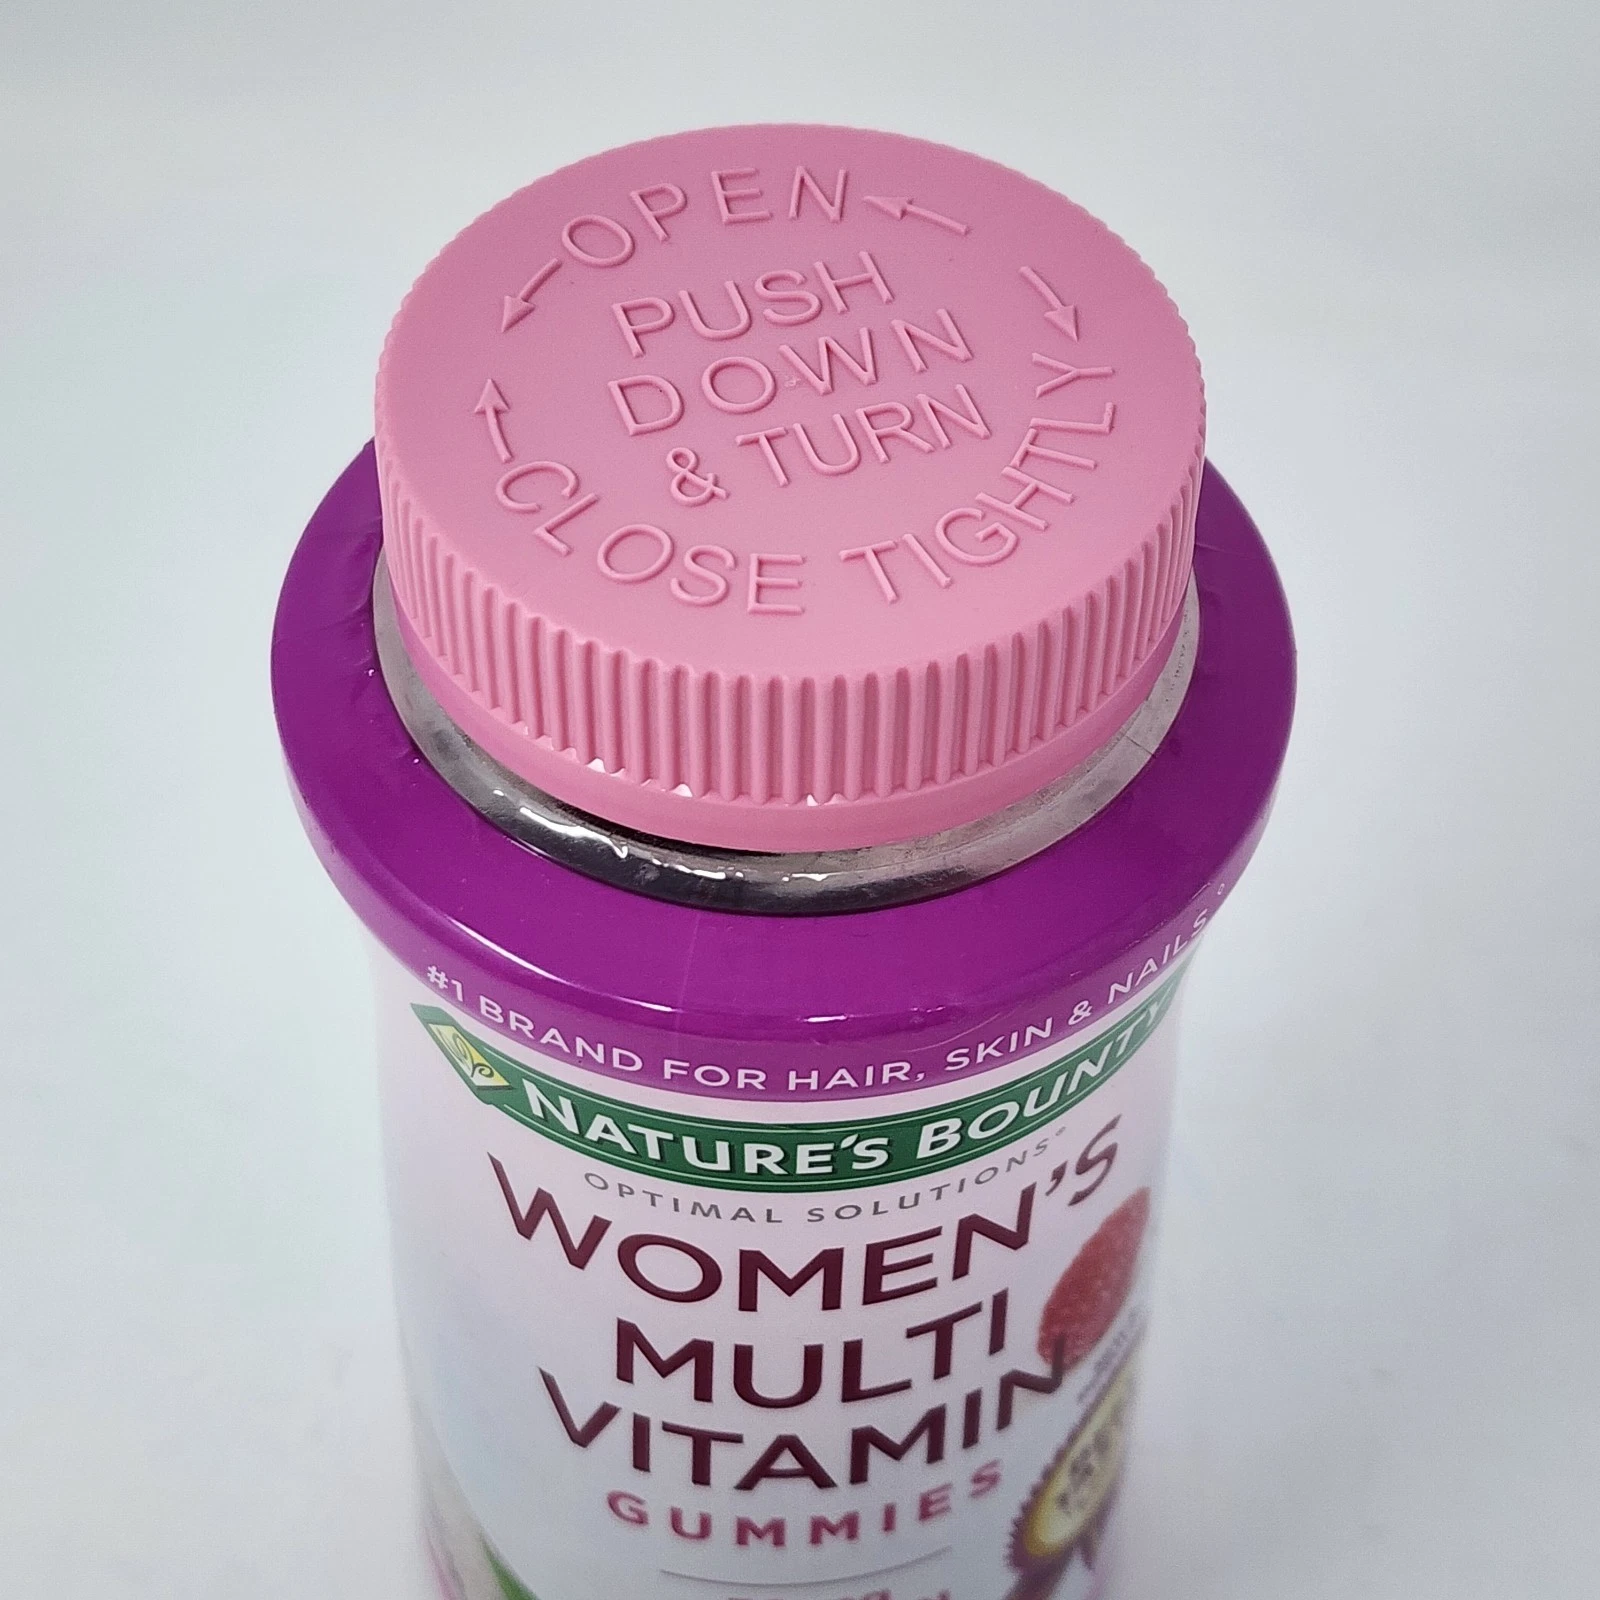 OPEN
PUSH
DOWN
& TURN
CLOSE TIGHTLY
#1 BRAND FOR HAIR, SKIN & NAILS
NATURE'S BOUNTY
OPTIMAL SOLUTIONS®
WOMEN'S
MULTI
VITAMIN
GUMMIES